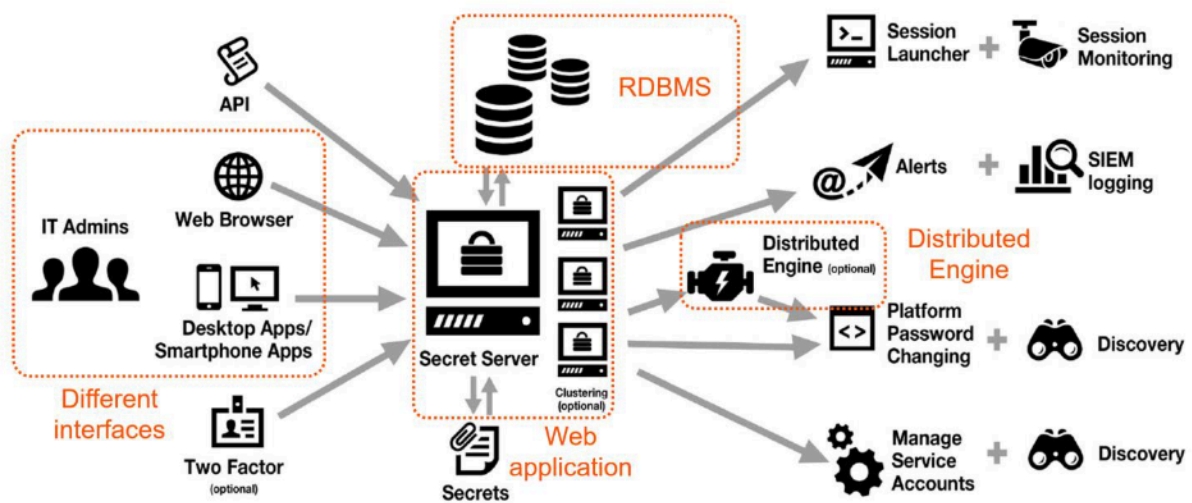 API
IT Admins
Web Browser
Desktop Apps/
Smartphone Apps
Different
interfaces
Two Factor
(optional)
RDBMS
Secret Server
Clustering
(optional)
Web
application
Secrets
Session
Launcher
+
Session
Monitoring
>_
@
Alerts
+
SIEM
logging
Distributed
Engine (optional)
Distributed
Engine
<>
Platform
Password
Changing
+
Discovery
Manage
Service
Accounts
+
Discovery